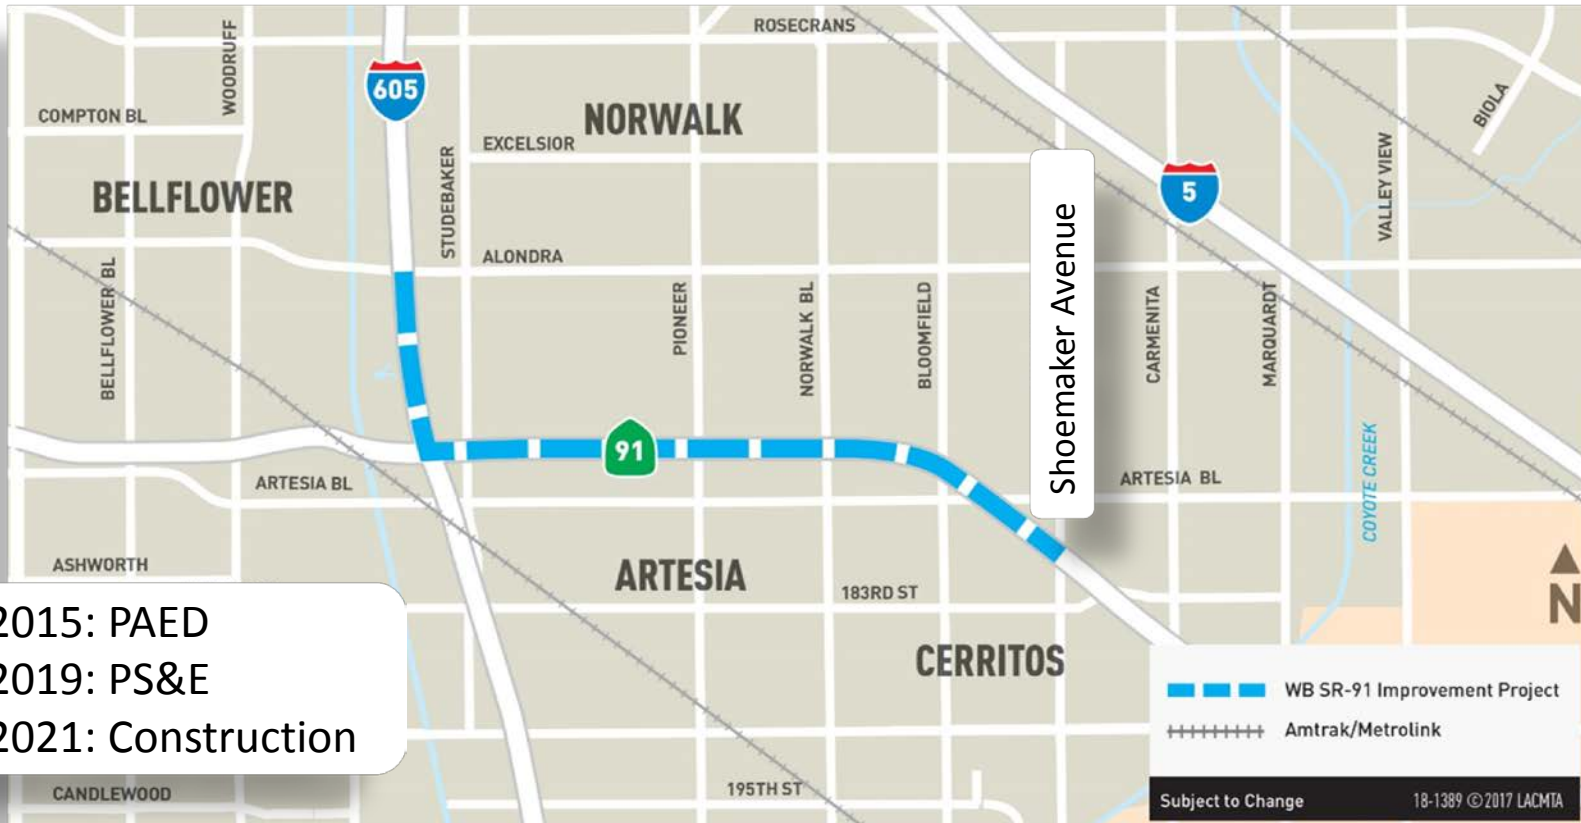 ROSECRANS
WOODRUFF
605
COMPTON BL
NORWALK
BIOLA
EXCELSIOR
STUDEBAKER
VALLEY VIEW
BELLFLOWER
5
Shoemaker Avenue
ALONDRA
BELLFLOWER BL
PIONEER
NORWALK BL
BLOOMFIELD
CARMENITA
MARQUARDT
91
ARTESIA BL
ARTESIA BL
COYOTE CREEK
ASHWORTH
ARTESIA
183RD ST
N
2015: PAED
2019: PS&E
2021: Construction
CERRITOS
WB SR-91 Improvement Project
Amtrak/Metrolink
CANDLEWOOD
195TH ST
Subject to Change
18-1389 ©2017 LACMTA